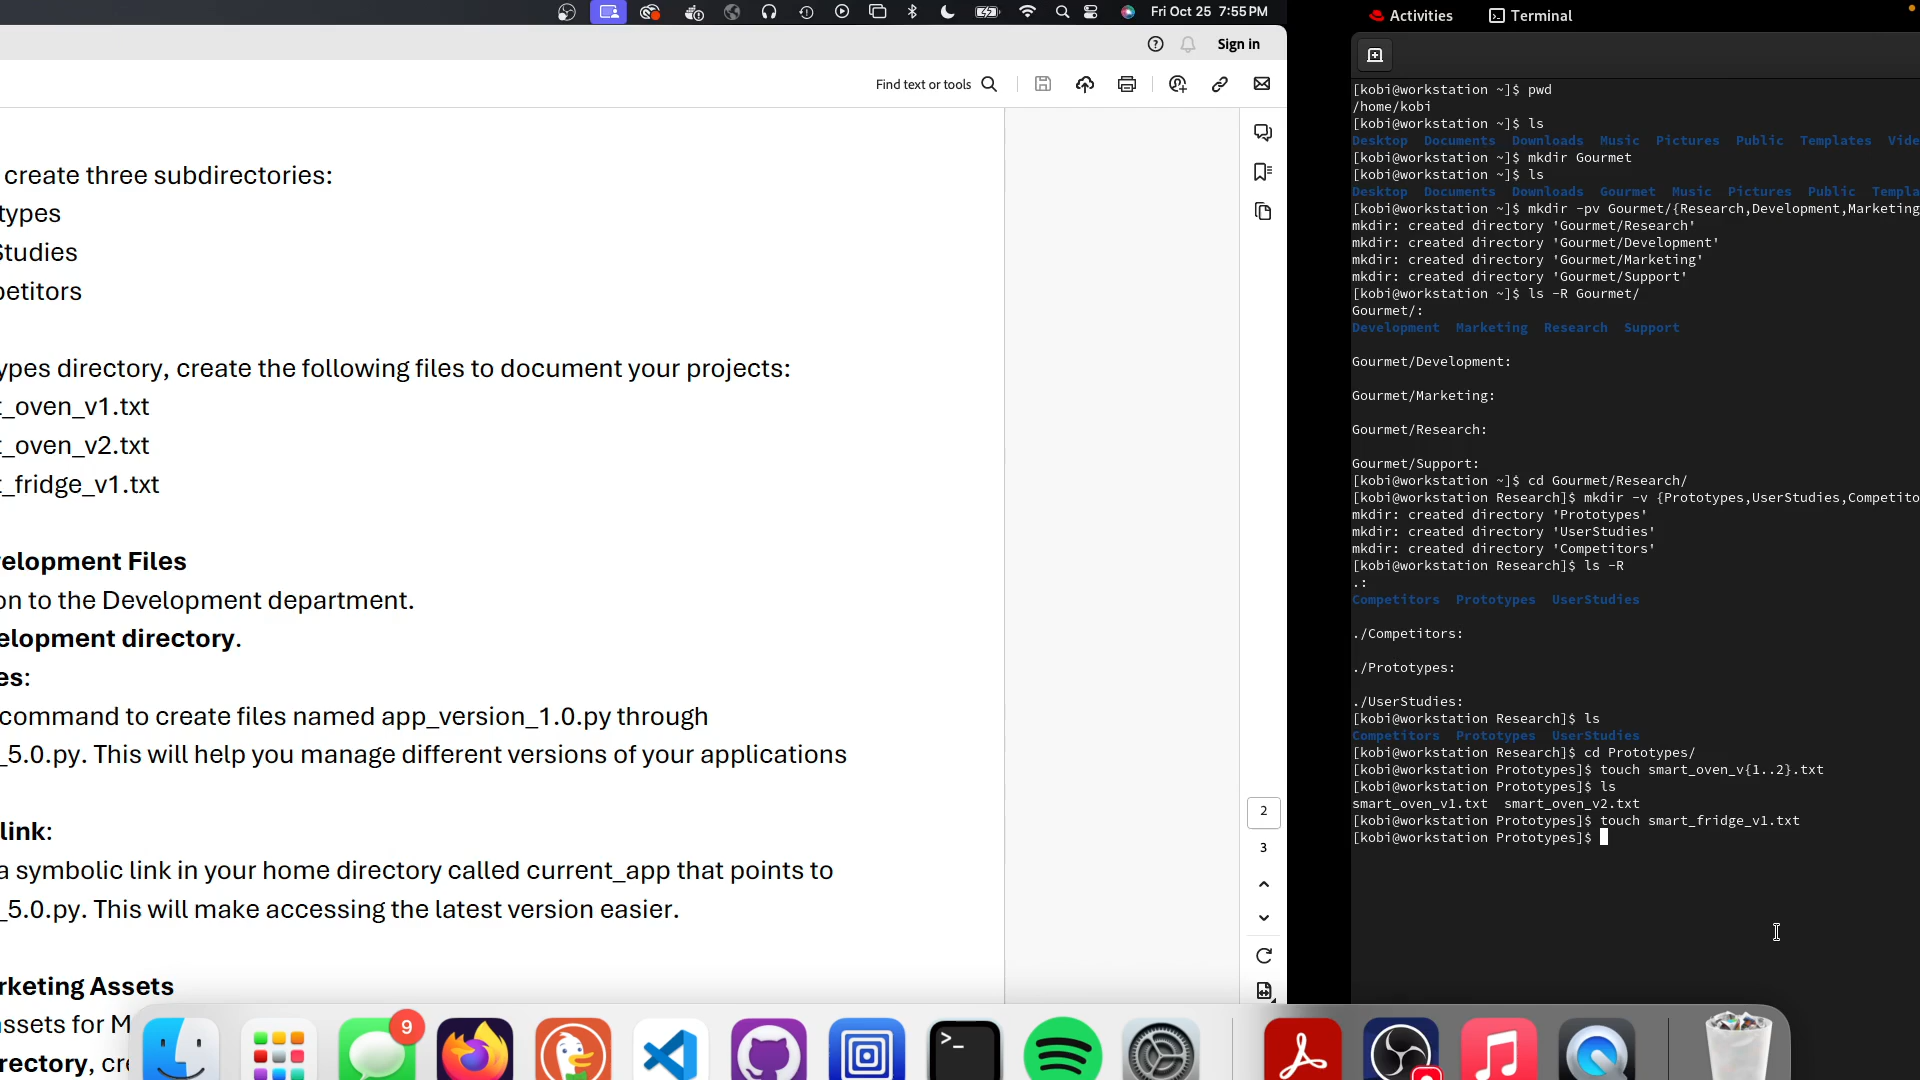 Fri Oct 25 7:55 PM
Activities
Terminal
Sign in
Find text or tools
create three subdirectories:
types
Studies
petitors
ypes directory, create the following files to document your projects:
t_oven_v1.txt
t_oven_v2.txt
t_fridge_v1.txt
velopment Files
on to the Development department.
elopment directory.
es:
command to create files named app_version_1.0.py through
_5.0.py. This will help you manage different versions of your applications
link:
a symbolic link in your home directory called current_app that points to
_5.0.py. This will make accessing the latest version easier.
rketing Assets
assets for M
rectory, cre
2
3
9
[kobi@workstation ~]$ pwd
/home/kobi
[kobi@workstation ~]$ ls
Desktop Documents Downloads Music Pictures Public Templates Vide
[kobi@workstation ~]$ mkdir Gourmet
[kobi@workstation ~]$ ls
Desktop Documents Downloads Gourmet Music Pictures Public Templa
[kobi@workstation ~]$ mkdir -pv Gourmet/{Research,Development,Marketing
mkdir: created directory 'Gourmet/Research'
mkdir: created directory 'Gourmet/Development'
mkdir: created directory 'Gourmet/Marketing'
mkdir: created directory 'Gourmet/Support'
[kobi@workstation ~]$ ls -R Gourmet/
Gourmet/:
Development Marketing Research Support
Gourmet/Development:
Gourmet/Marketing:
Gourmet/Research:
Gourmet/Support:
[kobi@workstation ~]$ cd Gourmet/Research/
[kobi@workstation Research]$ mkdir -v {Prototypes,UserStudies,Competito
mkdir: created directory 'Prototypes'
mkdir: created directory 'UserStudies'
mkdir: created directory 'Competitors'
[kobi@workstation Research]$ ls -R
.:
Competitors Prototypes UserStudies
./Competitors:
./Prototypes:
./UserStudies:
[kobi@workstation Research]$ ls
Competitors Prototypes UserStudies
[kobi@workstation Research]$ cd Prototypes/
[kobi@workstation Prototypes]$ touch smart_oven_v{1..2}.txt
[kobi@workstation Prototypes]$ ls
smart_oven_v1.txt smart_oven_v2.txt
[kobi@workstation Prototypes]$ touch smart_fridge_v1.txt
[kobi@workstation Prototypes]$